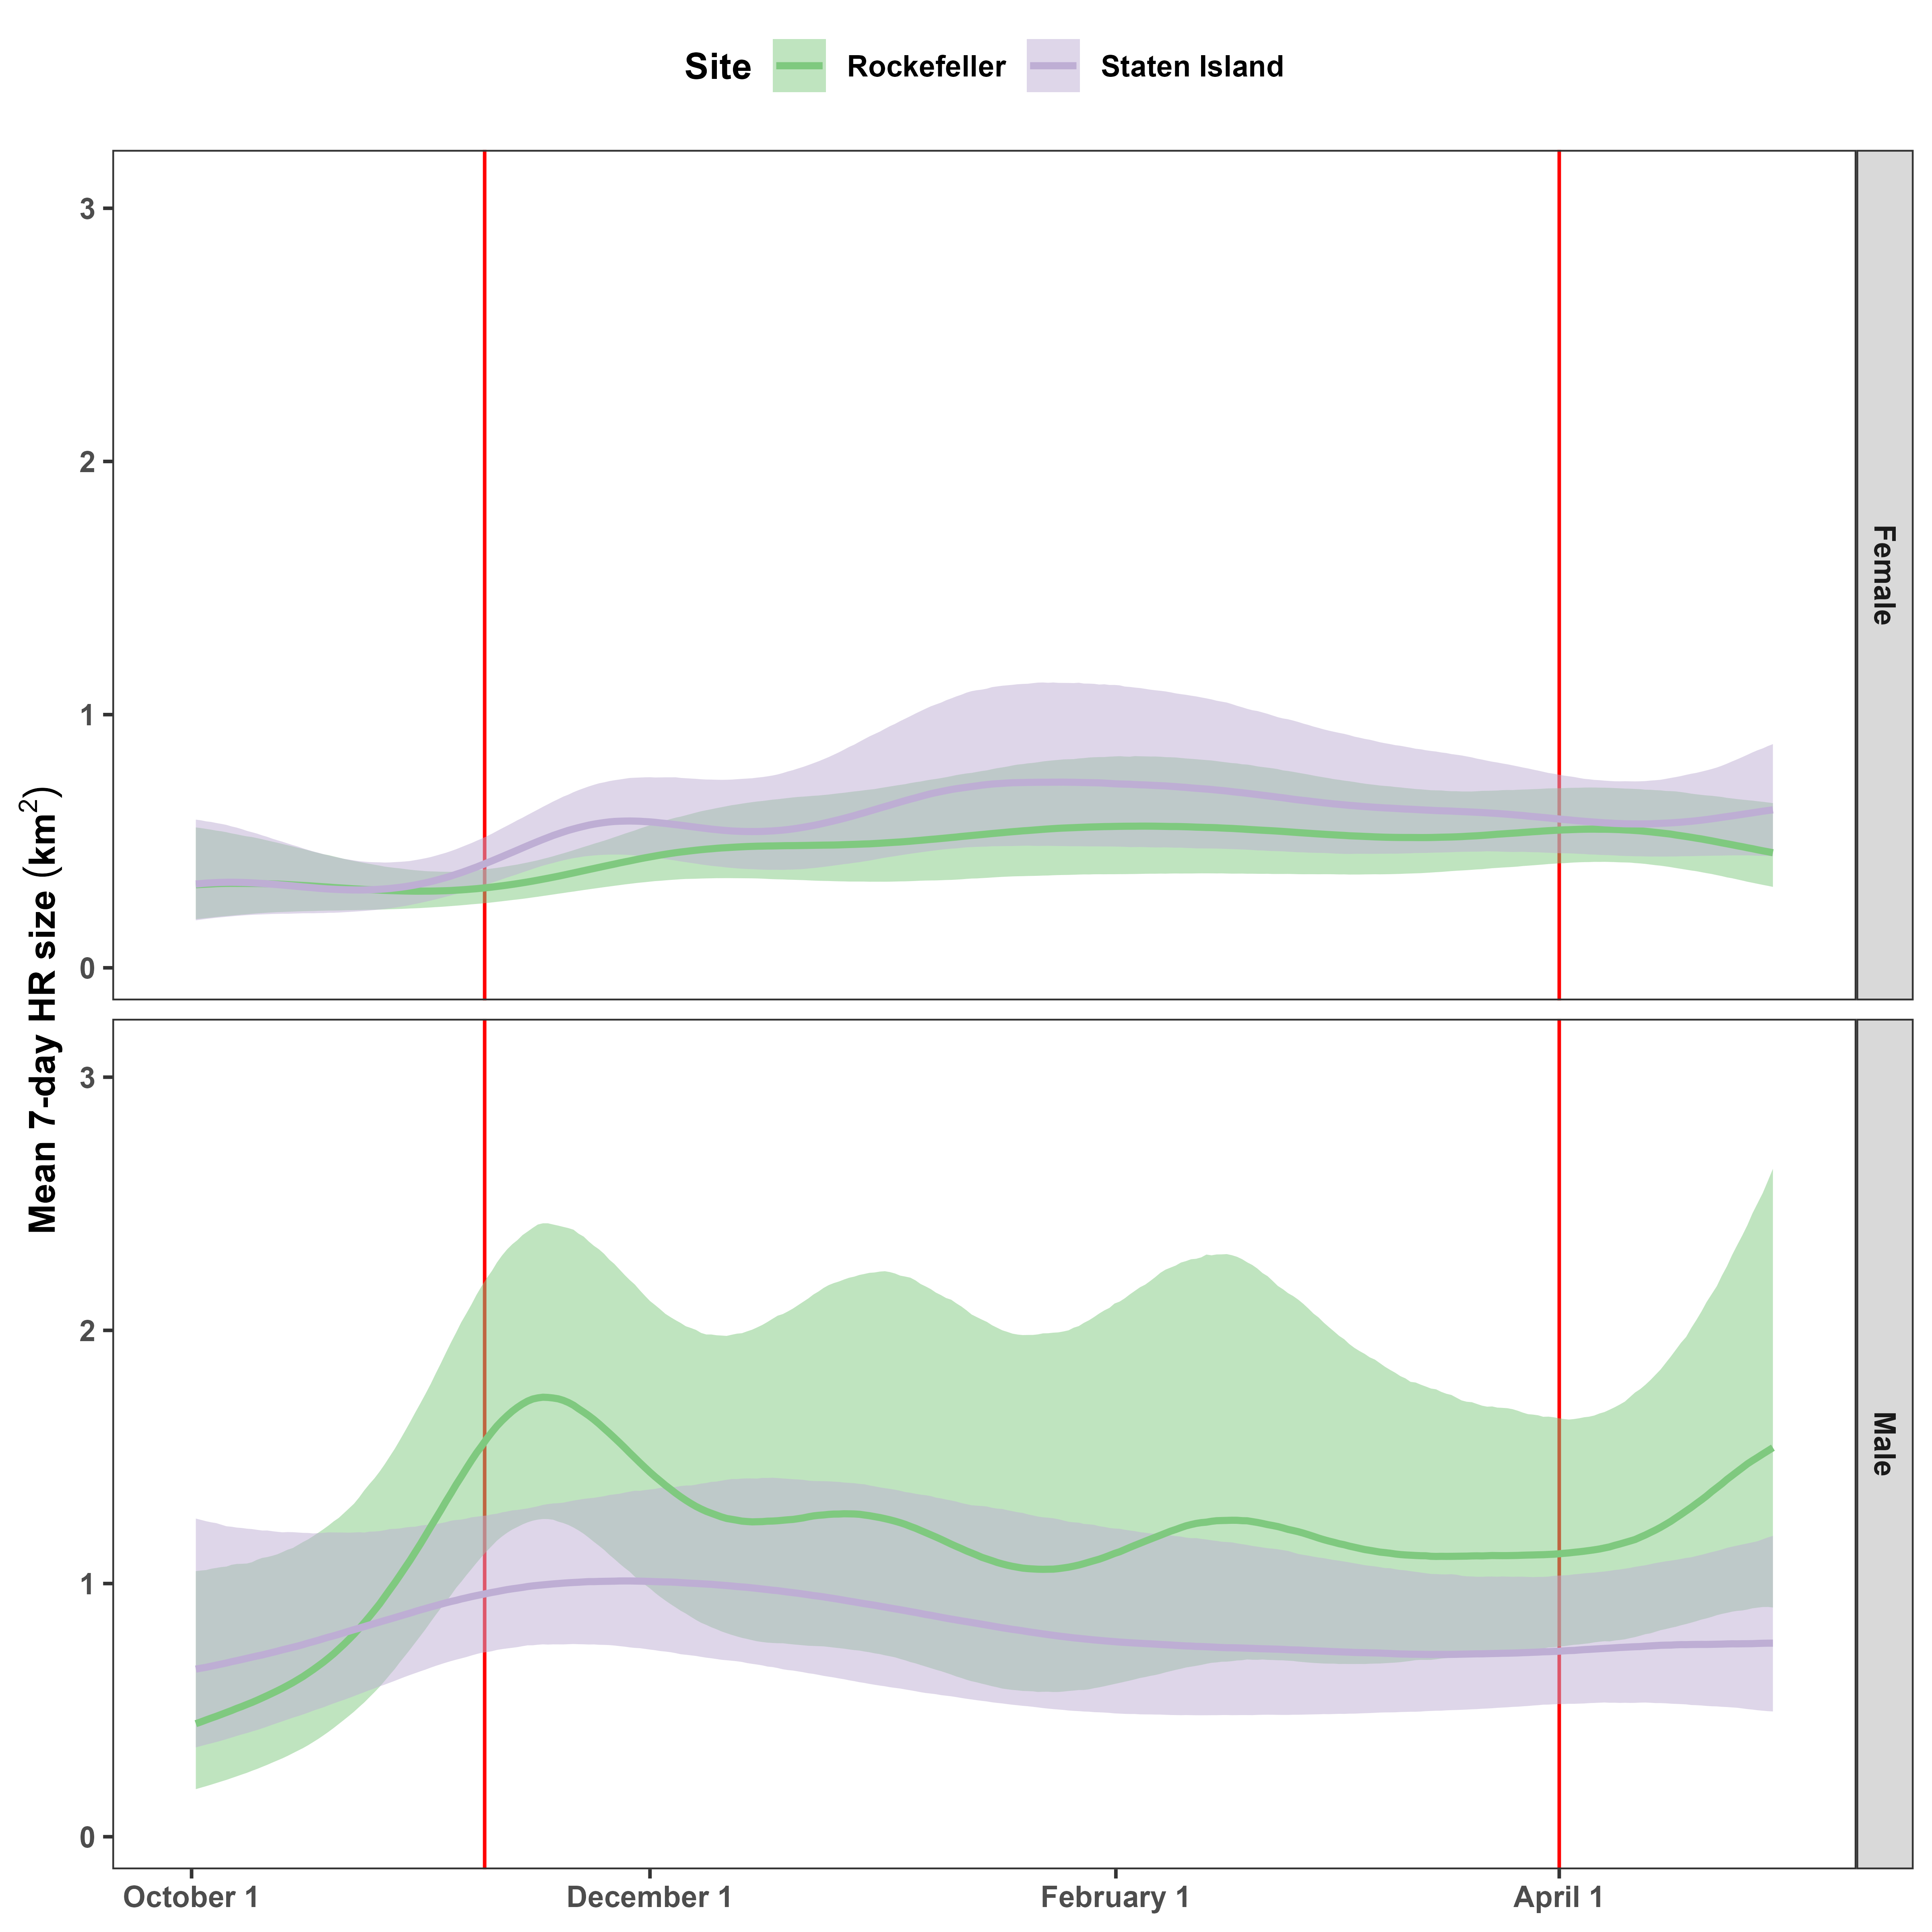 Site Rockefeller Staten Island
Mean 7-day HR size (km²)
3
2
1
0
Female
3
2
1
0
Male
October 1 December 1 February 1 April 1